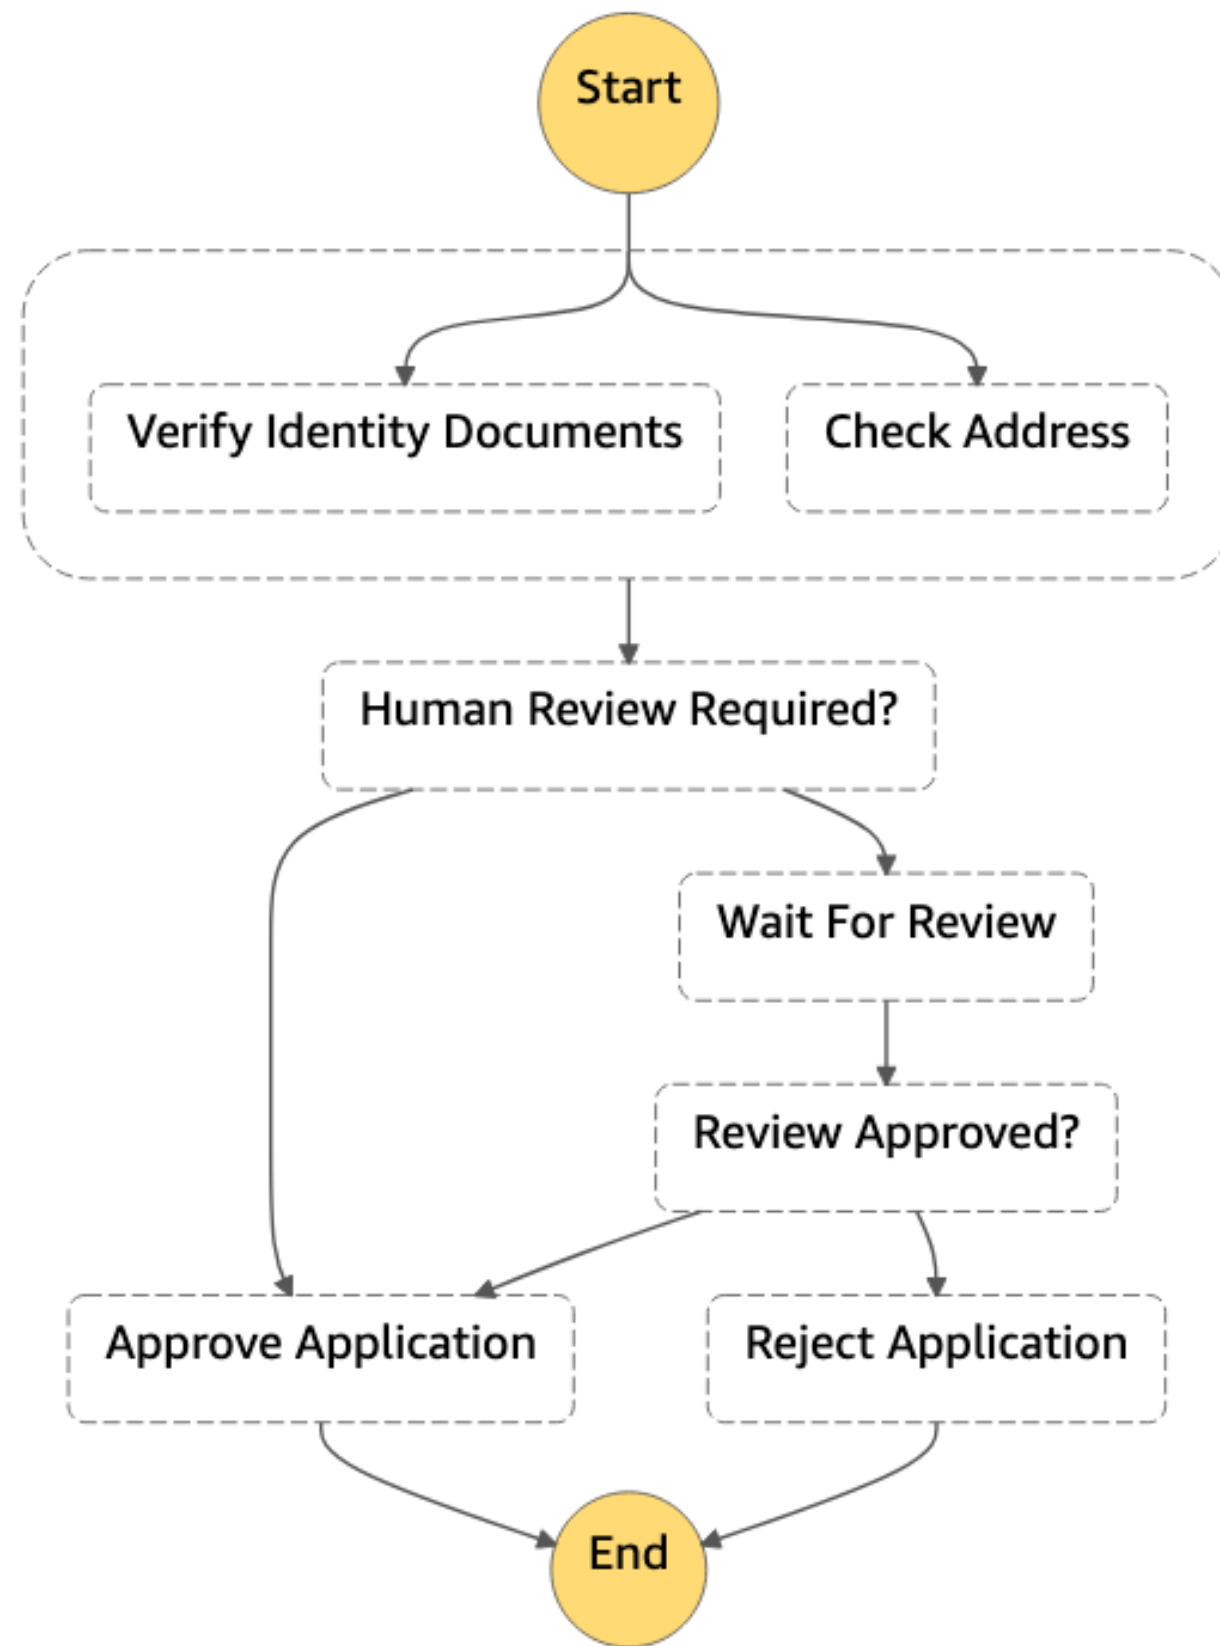 Start
Verify Identity Documents
Check Address
Human Review Required?
Wait For Review
Review Approved?
Approve Application
Reject Application
End